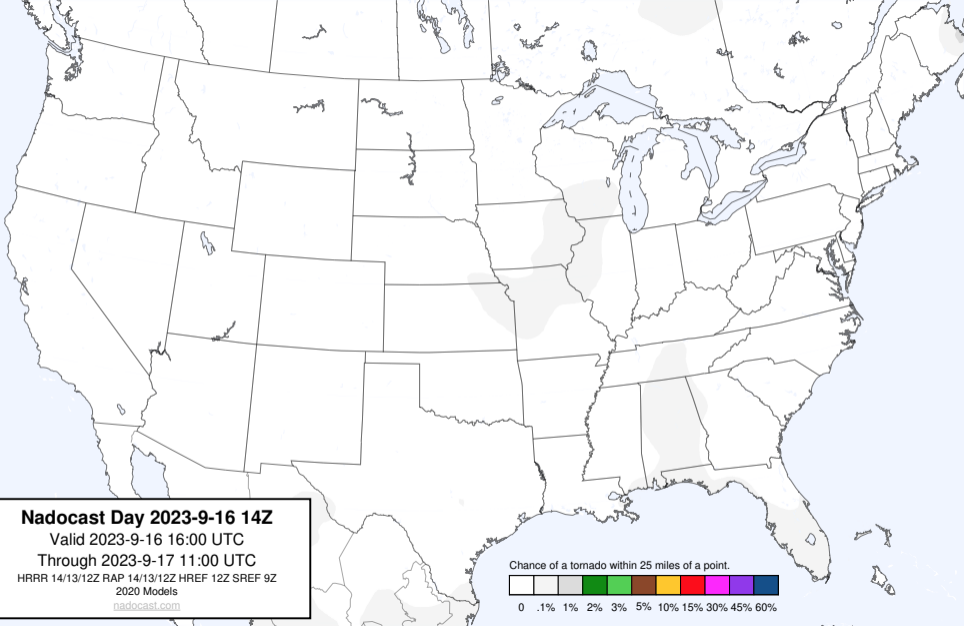 Nadocast Day 2023-9-16 14Z
Valid 2023-9-16 16:00 UTC
Through 2023-9-17 11:00 UTC
HRRR 14/13/12Z RAP 14/13/12Z HREF 12Z SREF 9Z
2020 Models
nadocast.com
Chance of a tornado within 25 miles of a point.
0 .1% 1% 2% 3% 5% 10% 15% 30% 45% 60%